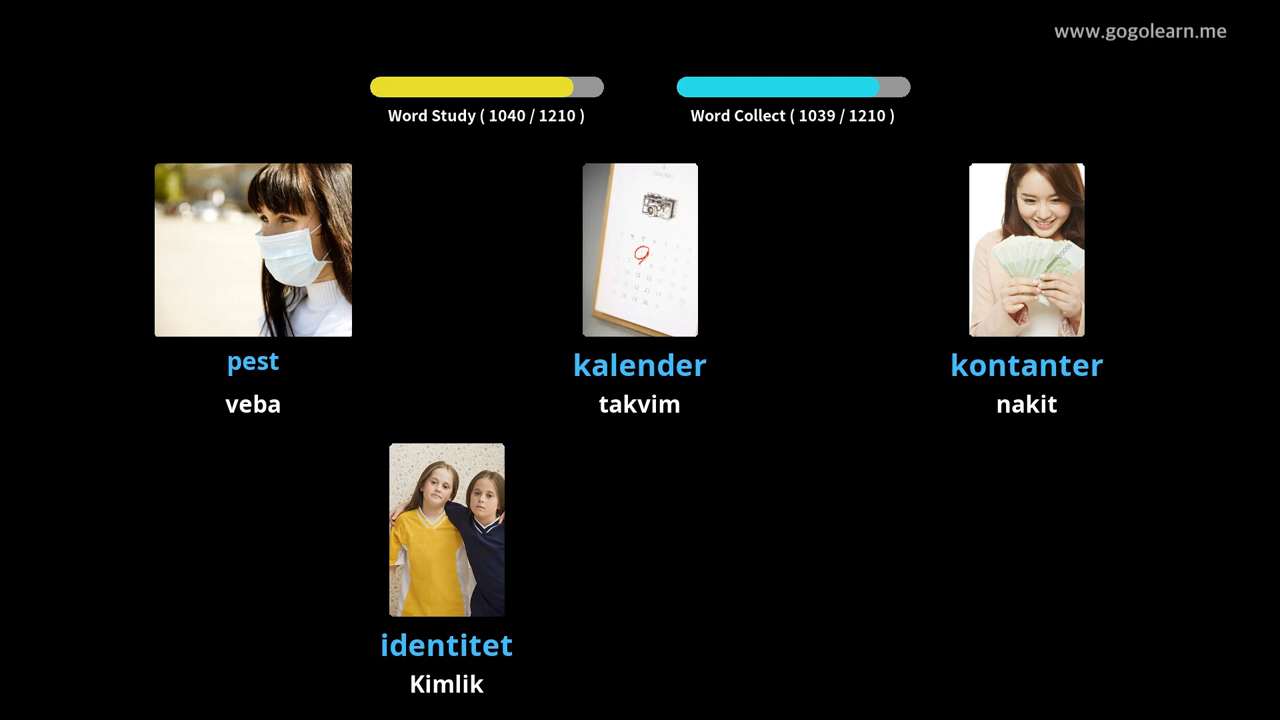 www.gogolearn.me
Word Study ( 1040 / 1210 )
Word Collect ( 1039 / 1210 )
pest
kalender
kontanter
veba
takvim
nakit
identitet
Kimlik